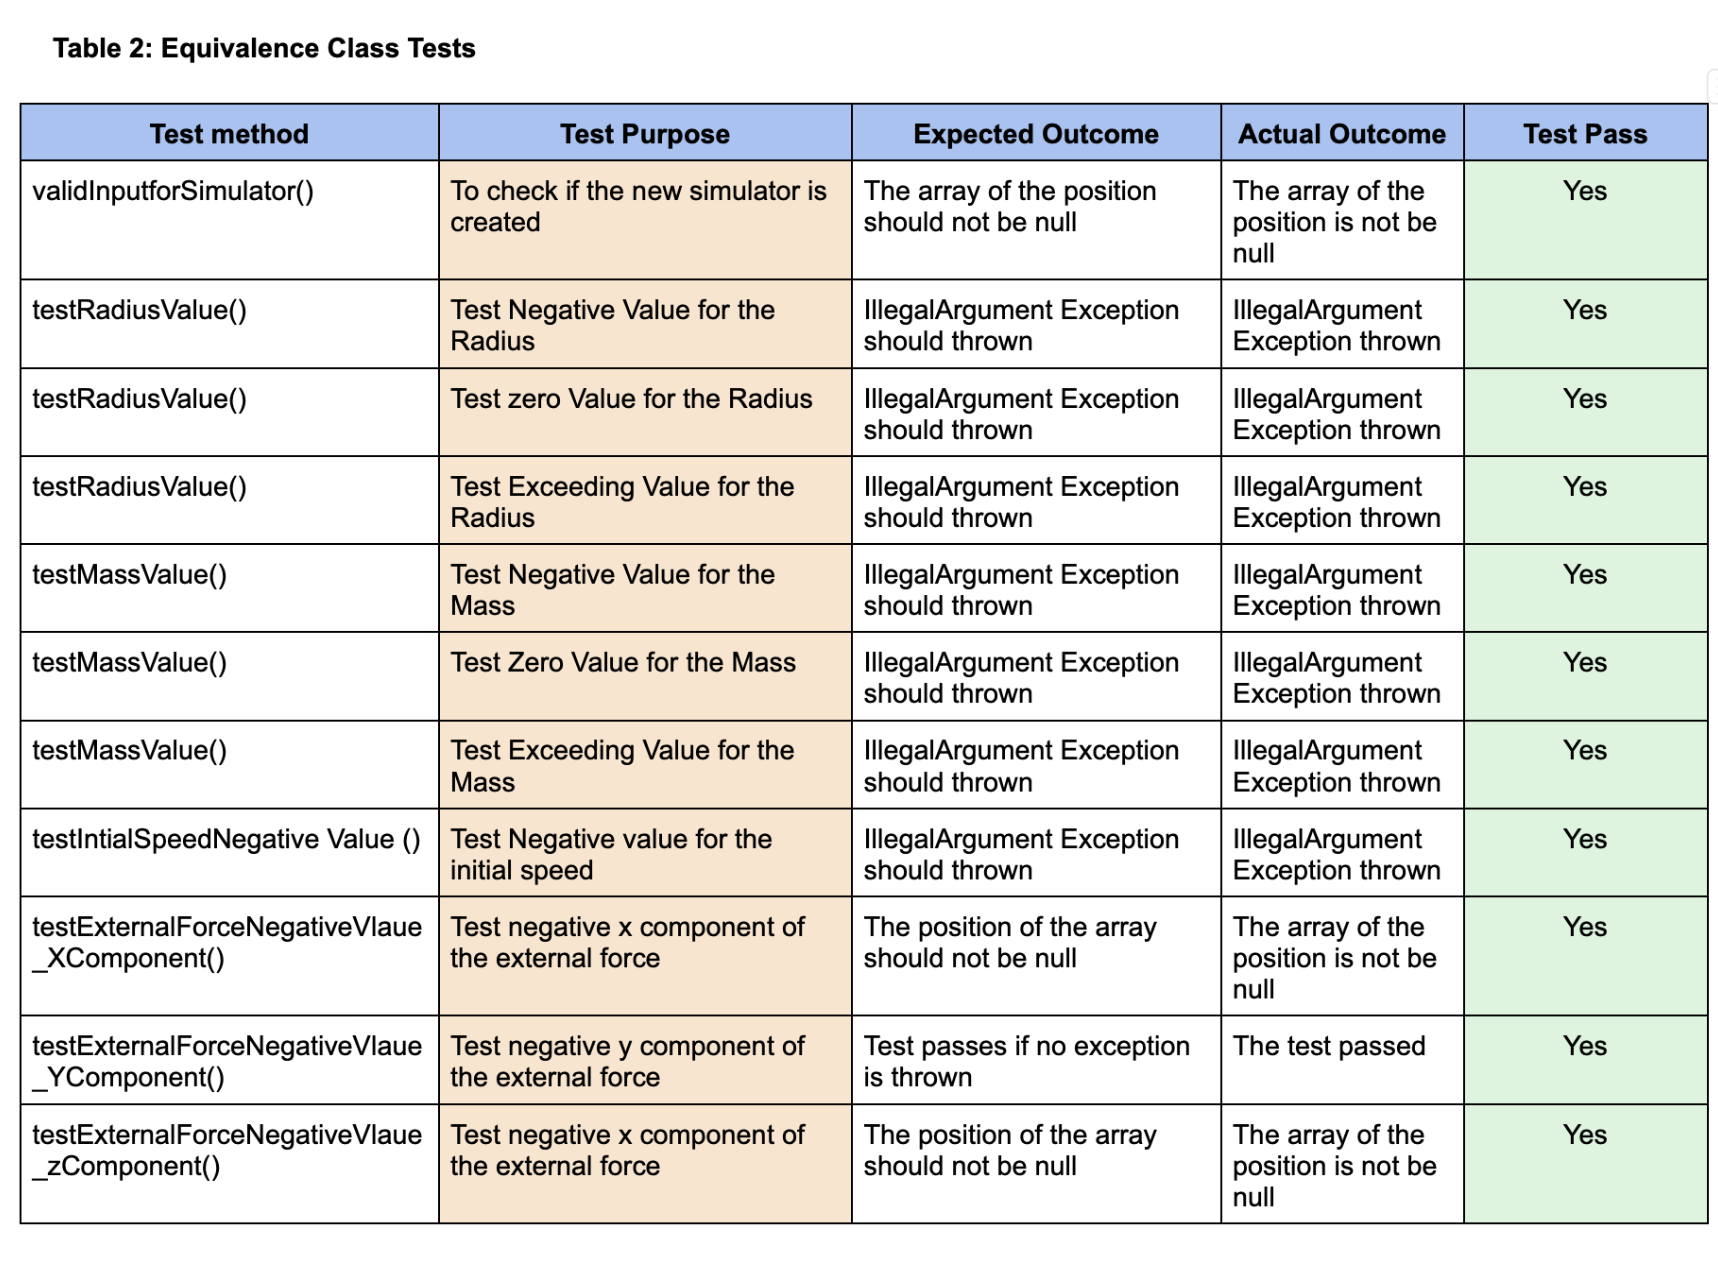 Table 2: Equivalence Class Tests
Test method Test Purpose Expected Outcome Actual Outcome Test Pass
validInputforSimulator()
To check if the new simulator is
created
The array of the position
should not be null
The array of the
position is not be
null
Yes
testRadiusValue()
Test Negative Value for the
Radius
IllegalArgument Exception
should thrown
IllegalArgument
Exception thrown
Yes
testRadiusValue()
Test zero Value for the Radius
IllegalArgument Exception
should thrown
IllegalArgument
Exception thrown
Yes
testRadiusValue()
Test Exceeding Value for the
Radius
IllegalArgument Exception
should thrown
IllegalArgument
Exception thrown
Yes
testMassValue()
Test Negative Value for the
Mass
IllegalArgument Exception
should thrown
IllegalArgument
Exception thrown
Yes
testMassValue()
Test Zero Value for the Mass
IllegalArgument Exception
should thrown
IllegalArgument
Exception thrown
Yes
testMassValue()
Test Exceeding Value for the
Mass
IllegalArgument Exception
should thrown
IllegalArgument
Exception thrown
Yes
testIntialSpeedNegative Value ()
Test Negative value for the
initial speed
IllegalArgument Exception
should thrown
IllegalArgument
Exception thrown
Yes
testExternalForceNegativeVlaue
_XComponent()
Test negative x component of
the external force
The position of the array
should not be null
The array of the
position is not be
null
Yes
testExternalForceNegativeVlaue
_YComponent()
Test negative y component of
the external force
Test passes if no exception
is thrown
The test passed
Yes
testExternalForceNegativeVlaue
_zComponent()
Test negative x component of
the external force
The position of the array
should not be null
The array of the
position is not be
null
Yes